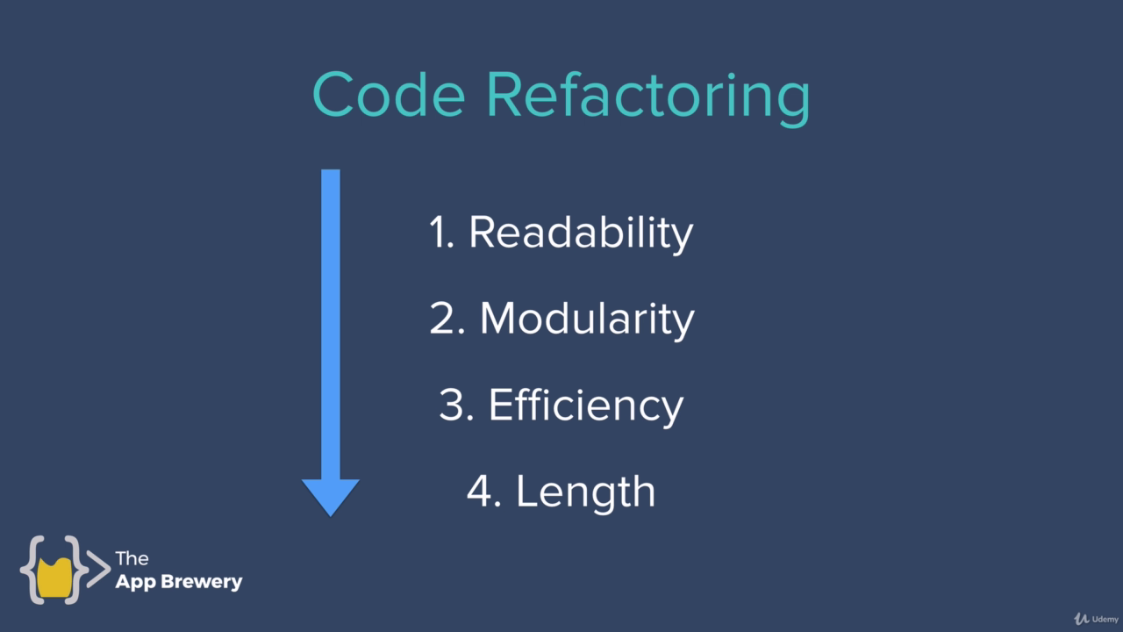 Code Refactoring
1. Readability
2. Modularity
3. Efficiency
4. Length
The
App Brewery
Udemy